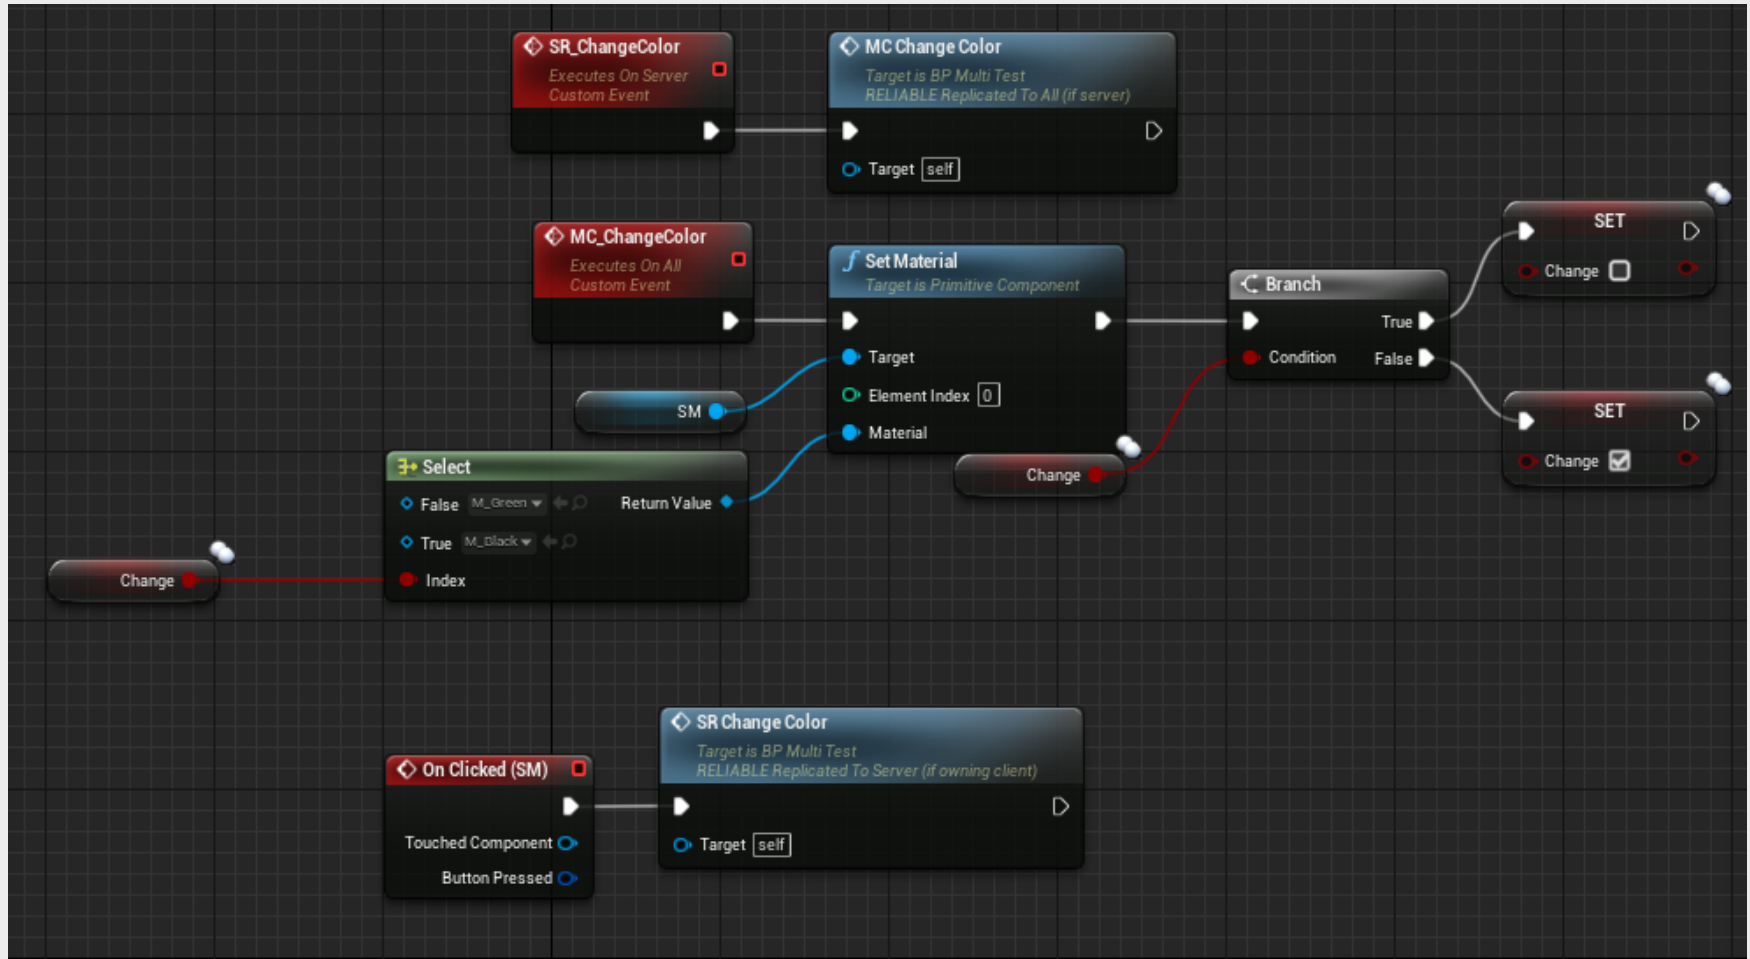 SR_ChangeColor
Executes On Server
Custom Event
MC Change Color
Target is BP Multi Test
RELIABLE Replicated To All (if server)
Target self
MC_ChangeColor
Executes On All
Custom Event
Set Material
Target is Primitive Component
Target
Element Index 0
Material
SM
Branch
True
Condition
False
SET
Change
SET
Change
Change
Select
False M_Green
Return Value
True M_Black
Index
Change
On Clicked (SM)
Touched Component
Button Pressed
SR Change Color
Target is BP Multi Test
RELIABLE Replicated To Server (if owning client)
Target self